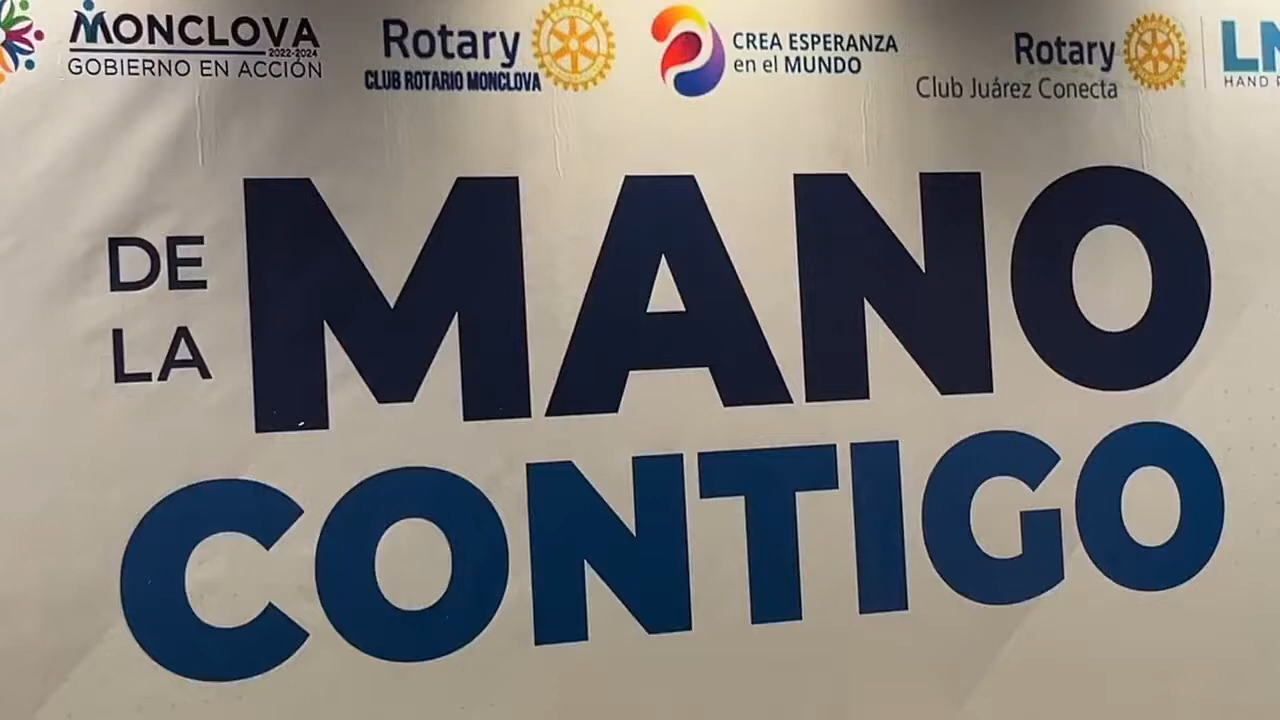 MONCLOVA
2022-2024
GOBIERNO EN ACCIÓN
Rotary
CLUB ROTARIO MONCLOVA
CREA ESPERANZA
en el MUNDO
Rotary
Club Juárez Conecta
HAND
DE
LA
MANO
CONTIGO